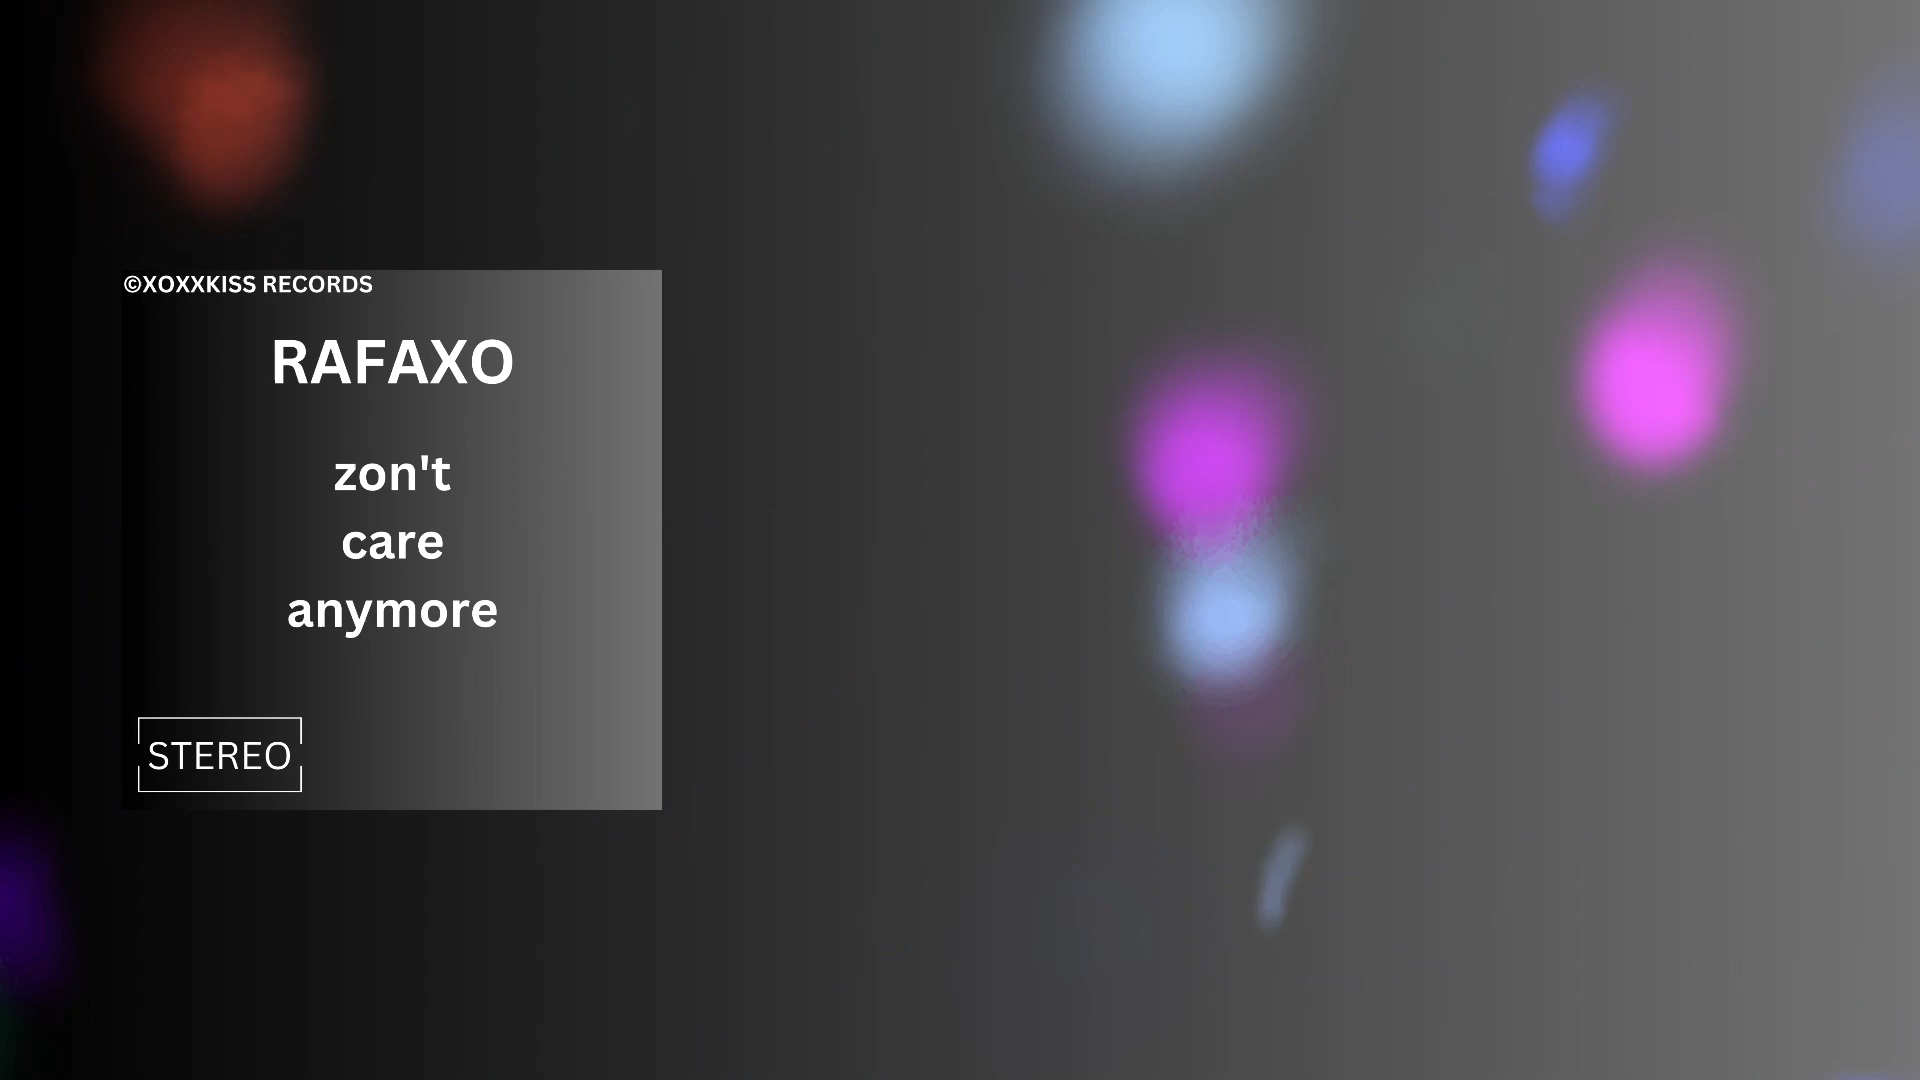 ©XOXXKISS RECORDS
RAFAXO
zon't
care
anymore
STEREO